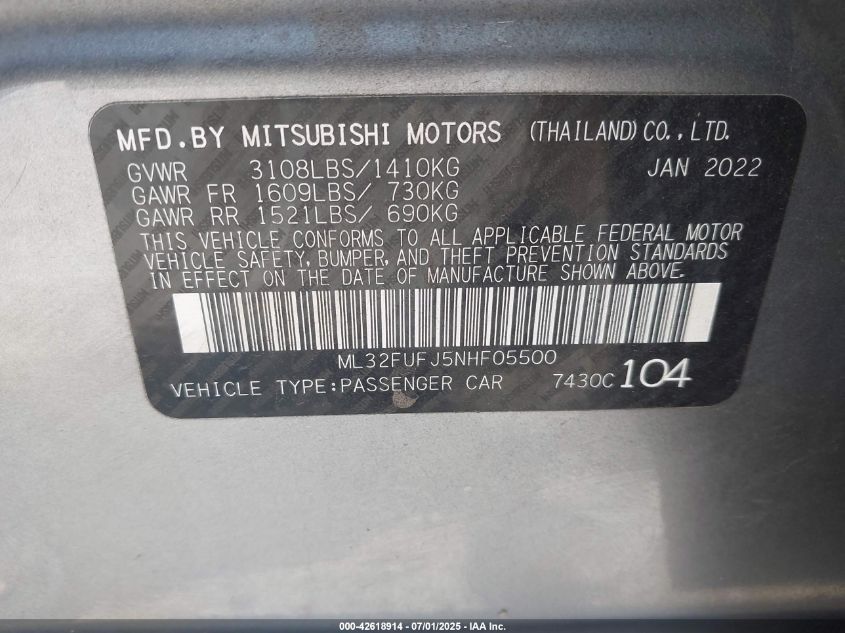 MFD.BY MITSUBISHI MOTORS (THAILAND)CO.,LTD.
GVWR 3108LBS/1410KG JAN 2022
GAWR FR 1609LBS/ 730KG
GAWR RR 1521LBS/ 690KG
THIS VEHICLE CONFORMS TO ALL APPLICABLE FEDERAL MOTOR
VEHICLE SAFETY, BUMPER, AND THEFT PREVENTION STANDARDS
IN EFFECT ON THE DATE OF MANUFACTURE SHOWN ABOVE.
ML32FUFJ5NHF05500
VEHICLE TYPE:PASSENGER CAR 7430C 104
000-42618914 - 07/01/2025 - IAA Inc.